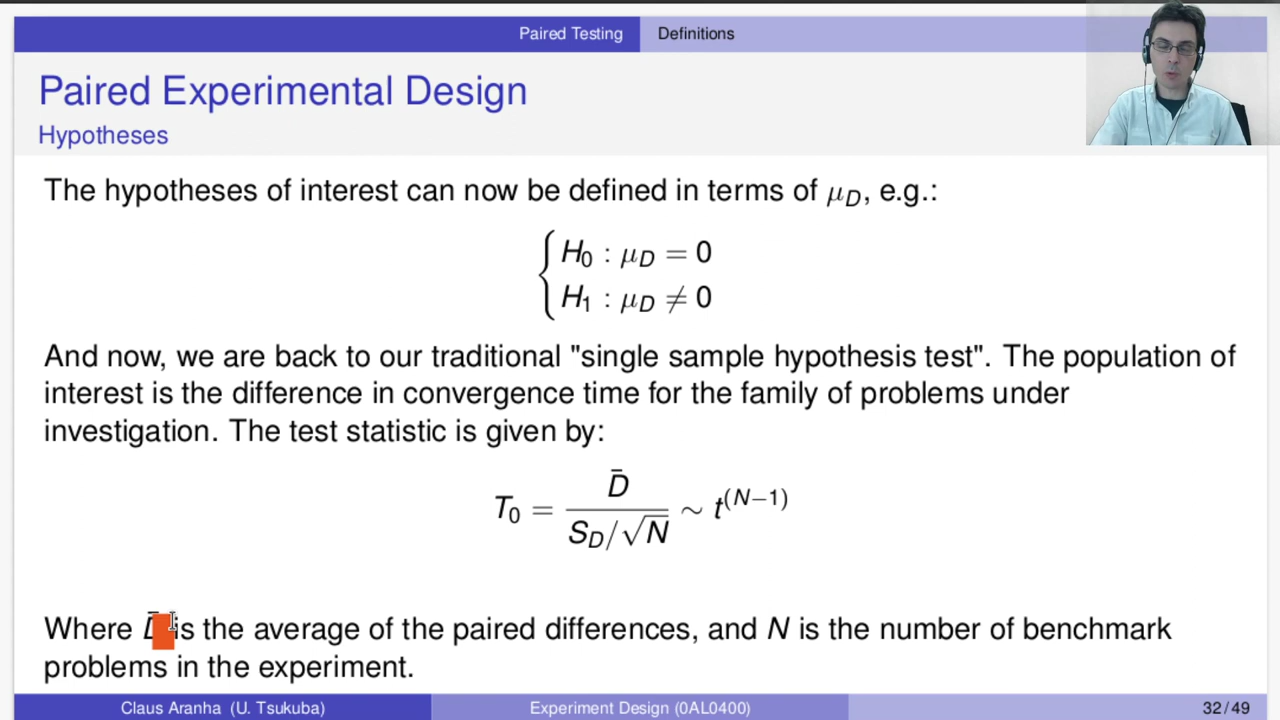 Paired Testing Definitions
Paired Experimental Design
Hypotheses
The hypotheses of interest can now be defined in terms of μ_D, e.g.:
H₀ : μ_D = 0
H₁ : μ_D ≠ 0
And now, we are back to our traditional "single sample hypothesis test". The population of
interest is the difference in convergence time for the family of problems under
investigation. The test statistic is given by:
T₀ = D̄ / (S_D/√N) ∼ t^(N−1)
Where D̄ is the average of the paired differences, and N is the number of benchmark
problems in the experiment.
Claus Aranha (U. Tsukuba) Experiment Design (0AL0400) 32/49